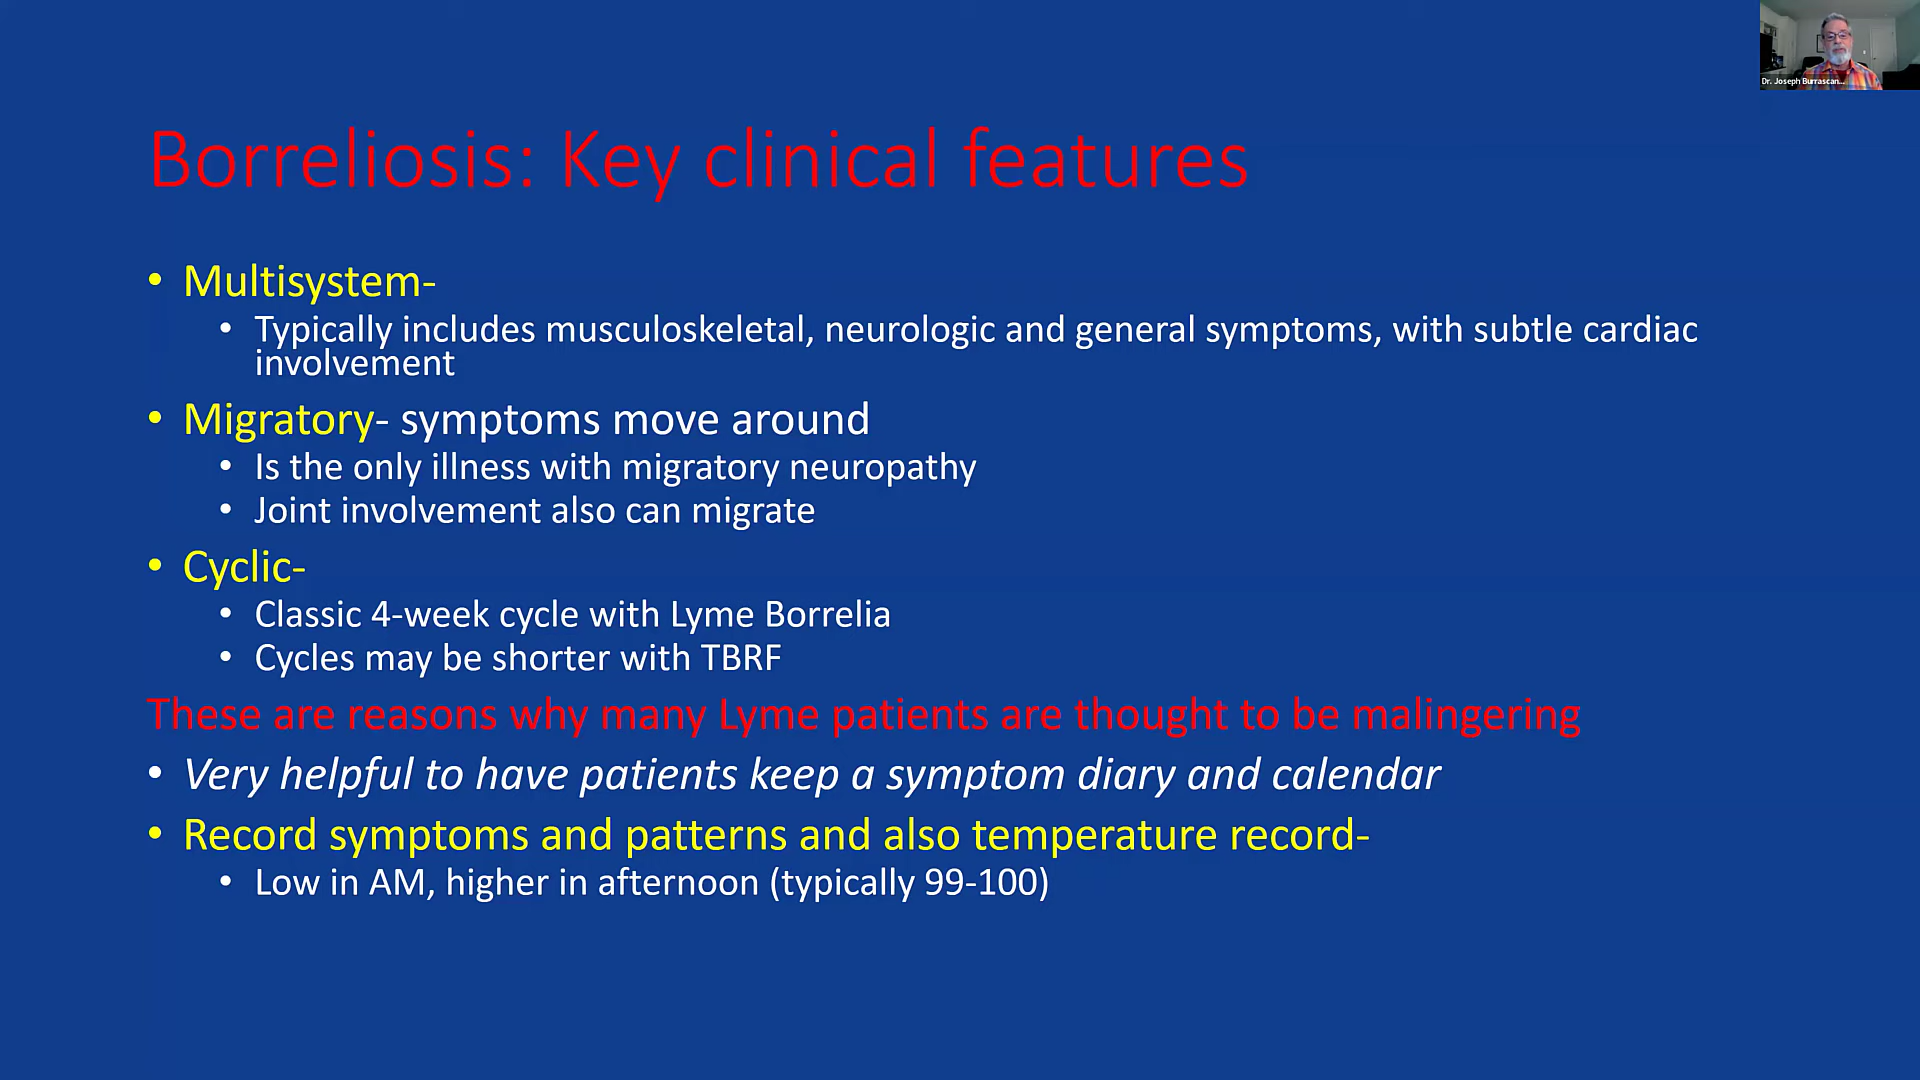 Dr. Joseph Burrascan...
Borreliosis: Key clinical features
• Multisystem-
• Typically includes musculoskeletal, neurologic and general symptoms, with subtle cardiac
involvement
• Migratory- symptoms move around
• Is the only illness with migratory neuropathy
• Joint involvement also can migrate
• Cyclic-
• Classic 4-week cycle with Lyme Borrelia
• Cycles may be shorter with TBRF
These are reasons why many Lyme patients are thought to be malingering
• Very helpful to have patients keep a symptom diary and calendar
• Record symptoms and patterns and also temperature record-
• Low in AM, higher in afternoon (typically 99-100)